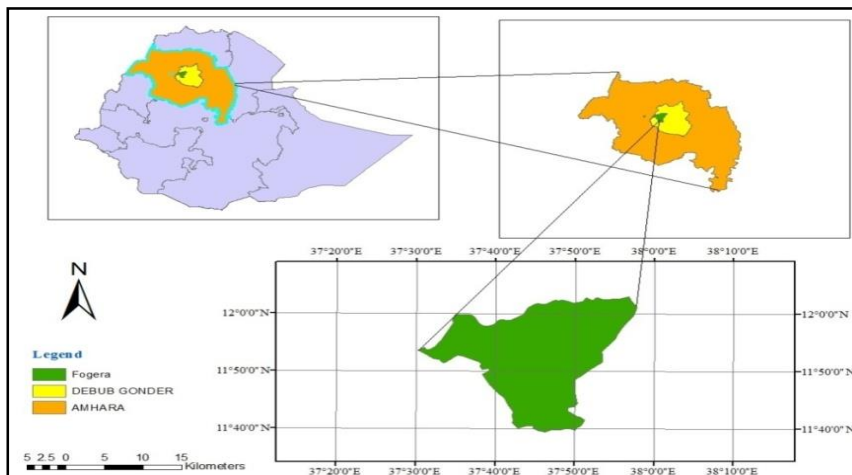 37°20'0"E 37°30'0"E 37°40'0"E 37°50'0"E 38°0'0"E 38°10'0"E
N
12°0'0"N 12°0'0"N
11°50'0"N 11°50'0"N
11°40'0"N 11°40'0"N
Legend
Fogera
DEBUB GONDER
AMHARA
5 2.5 0 5 10 15
Kilometers
37°20'0"E 37°30'0"E 37°40'0"E 37°50'0"E 38°0'0"E 38°10'0"E